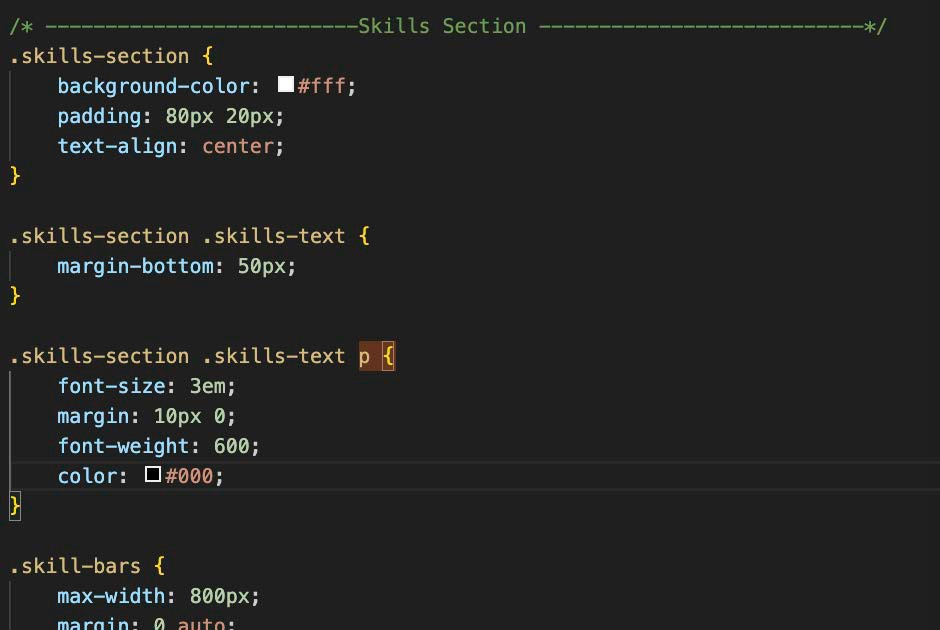 /* --------------------------Skills Section ---------------------------*/
.skills-section {
    background-color: #fff;
    padding: 80px 20px;
    text-align: center;
}

.skills-section .skills-text {
    margin-bottom: 50px;
}

.skills-section .skills-text p {
    font-size: 3em;
    margin: 10px 0;
    font-weight: 600;
    color: #000;
}

.skill-bars {
    max-width: 800px;
    margin: 0 auto;